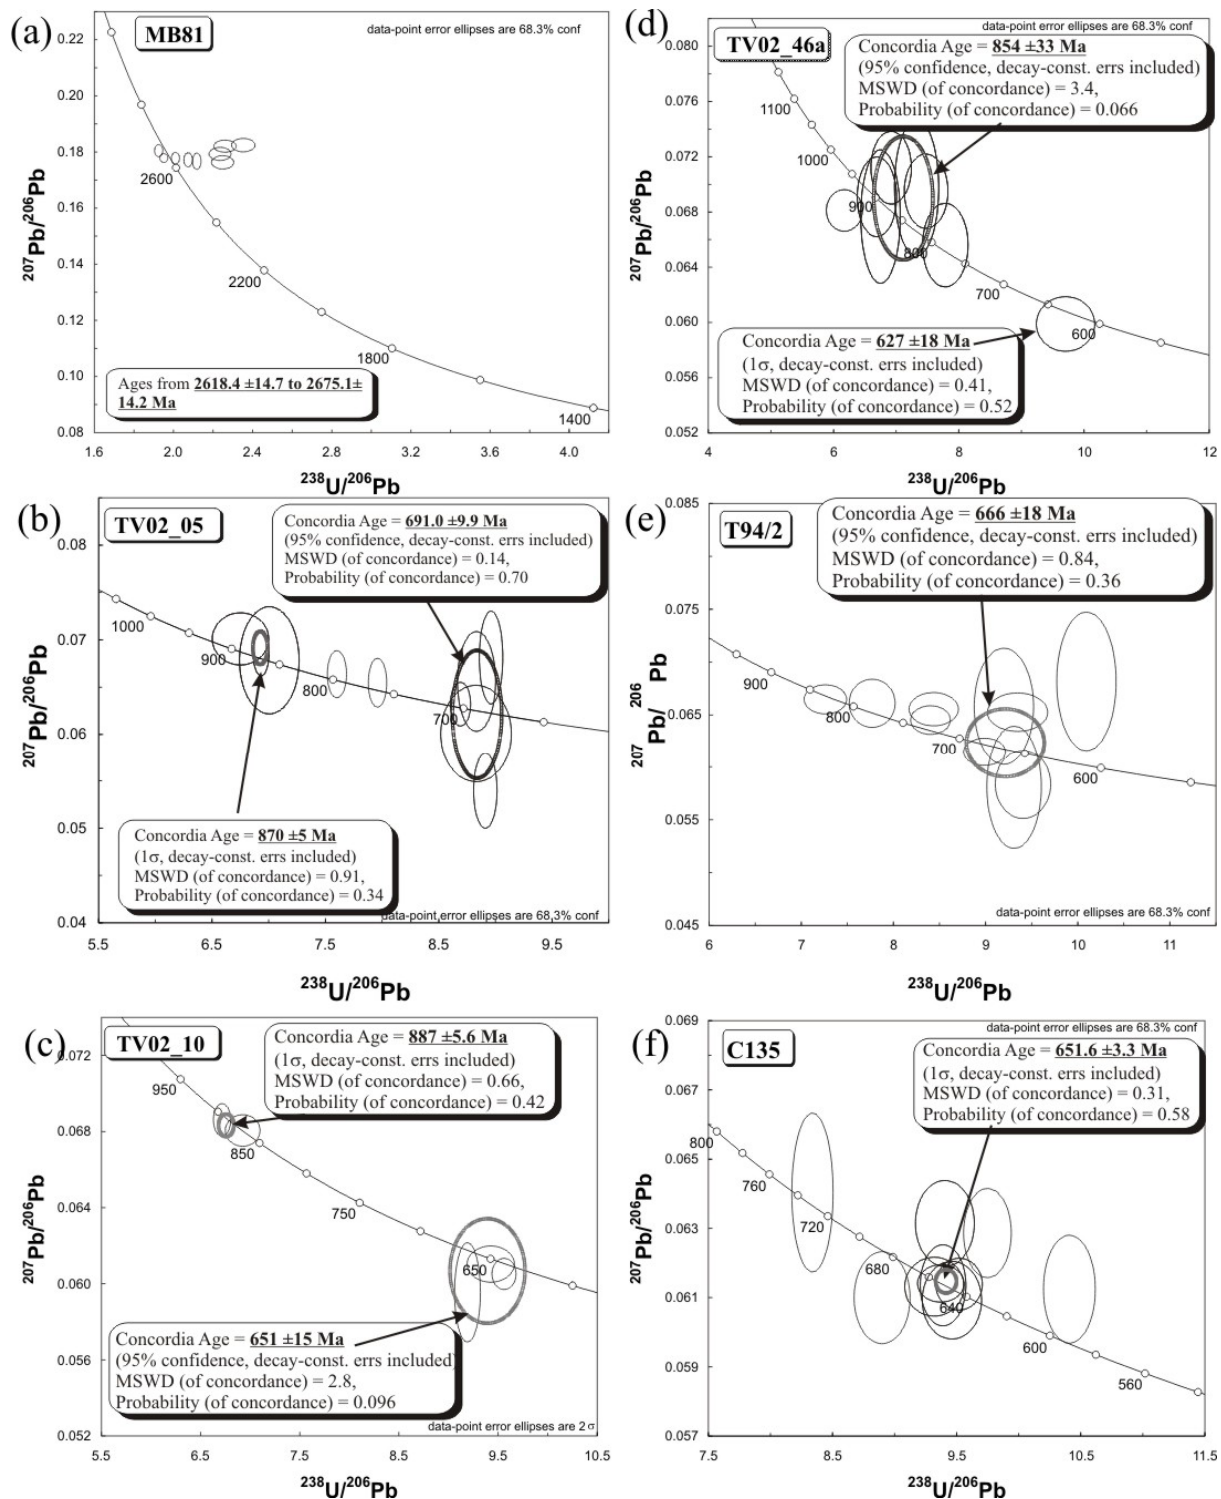 (a)
MB81
data-point error ellipses are 68.3% conf
0.22
0.20
0.18
0.16
0.14
0.12
0.10
0.08
2600
2200
1800
1400
Ages from 2618.4 ±14.7 to 2675.1±
14.2 Ma
1.6 2.0 2.4 2.8 3.2 3.6 4.0
238U/206Pb
207Pb/206Pb
(d)
TV02_46a
data-point error ellipses are 68.3% conf
Concordia Age = 854 ±33 Ma
(95% confidence, decay-const. errs included)
MSWD (of concordance) = 3.4,
Probability (of concordance) = 0.066
0.080
0.076
0.072
0.068
0.064
0.060
0.056
0.052
1100
1000
900
800
700
600
Concordia Age = 627 ±18 Ma
(1σ, decay-const. errs included)
MSWD (of concordance) = 0.41,
Probability (of concordance) = 0.52
4 6 8 10 12
238U/206Pb
207Pb/206Pb
(b)
TV02_05
Concordia Age = 691.0 ±9.9 Ma
(95% confidence, decay-const. errs included)
MSWD (of concordance) = 0.14,
Probability (of concordance) = 0.70
0.08
0.07
0.06
0.05
0.04
1000
900
800
700
Concordia Age = 870 ±5 Ma
(1σ, decay-const. errs included)
MSWD (of concordance) = 0.91,
Probability (of concordance) = 0.34
data-point error ellipses are 68,3% conf
5.5 6.5 7.5 8.5 9.5
238U/206Pb
207Pb/206Pb
(e)
T94/2
Concordia Age = 666 ±18 Ma
(95% confidence, decay-const. errs included)
MSWD (of concordance) = 0.84,
Probability (of concordance) = 0.36
0.085
0.075
0.065
0.055
0.045
900
800
700
600
data-point error ellipses are 68.3% conf
6 7 8 9 10 11
238U/206Pb
207Pb/206Pb
(c)
TV02_10
Concordia Age = 887 ±5.6 Ma
(1σ, decay-const. errs included)
MSWD (of concordance) = 0.66,
Probability (of concordance) = 0.42
0.072
0.068
0.064
0.060
0.056
0.052
950
850
750
650
Concordia Age = 651 ±15 Ma
(95% confidence, decay-const. errs included)
MSWD (of concordance) = 2.8,
Probability (of concordance) = 0.096
data-point error ellipses are 2σ
5.5 6.5 7.5 8.5 9.5 10.5
238U/206Pb
207Pb/206Pb
(f)
C135
data-point error ellipses are 68.3% conf
Concordia Age = 651.6 ±3.3 Ma
(1σ, decay-const. errs included)
MSWD (of concordance) = 0.31,
Probability (of concordance) = 0.58
0.069
0.067
0.065
0.063
0.061
0.059
0.057
800
760
720
680
640
600
560
7.5 8.5 9.5 10.5 11.5
238U/206Pb
207Pb/206Pb